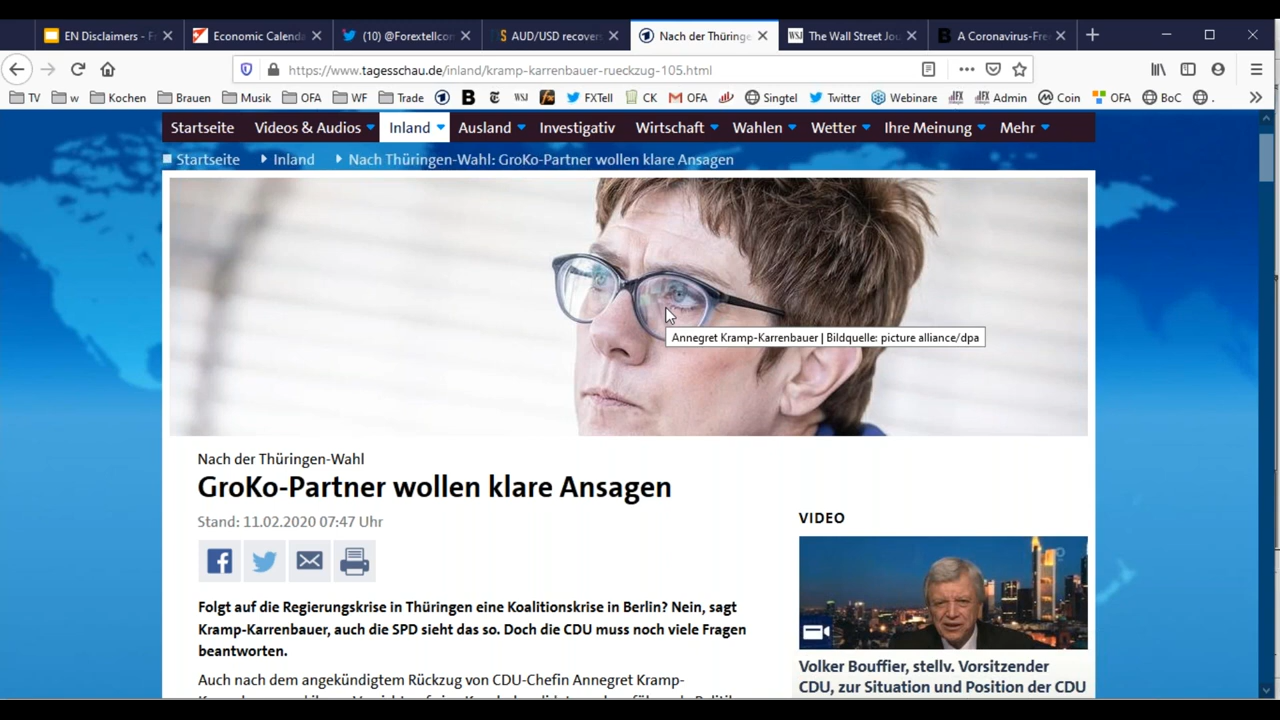 EN Disclaimers - F
Economic Calenda
(10) @Forextellcon
AUD/USD recovers
Nach der Thüringe
WSJ The Wall Street Jou
B A Coronavirus-Fre
https://www.tagesschau.de/inland/kramp-karrenbauer-rueckzug-105.html
TV w Kochen Brauen Musik OFA WF Trade B WSJ fx FXTell CK OFA Singtel Twitter Webinare Admin Coin OFA BoC .
Startseite Videos & Audios Inland Ausland Investigativ Wirtschaft Wahlen Wetter Ihre Meinung Mehr
Startseite Inland Nach Thüringen-Wahl: GroKo-Partner wollen klare Ansagen
Annegret Kramp-Karrenbauer | Bildquelle: picture alliance/dpa
Nach der Thüringen-Wahl
GroKo-Partner wollen klare Ansagen
Stand: 11.02.2020 07:47 Uhr
Folgt auf die Regierungskrise in Thüringen eine Koalitionskrise in Berlin? Nein, sagt
Kramp-Karrenbauer, auch die SPD sieht das so. Doch die CDU muss noch viele Fragen
beantworten.
Auch nach dem angekündigtem Rückzug von CDU-Chefin Annegret Kramp-
VIDEO
Volker Bouffier, stellv. Vorsitzender
CDU, zur Situation und Position der CDU